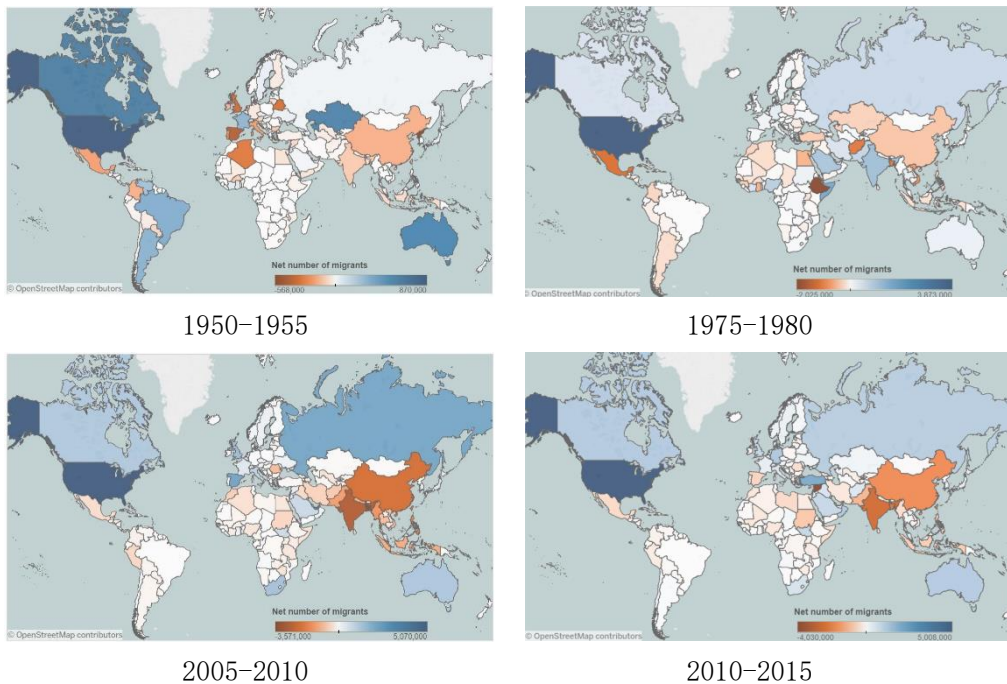 Net number of migrants
-568,000 870,000
© OpenStreetMap contributors
1950-1955
Net number of migrants
-2,025,000 3,873,000
© OpenStreetMap contributors
1975-1980
Net number of migrants
-3,571,000 5,070,000
© OpenStreetMap contributors
2005-2010
Net number of migrants
-4,030,000 5,008,000
© OpenStreetMap contributors
2010-2015